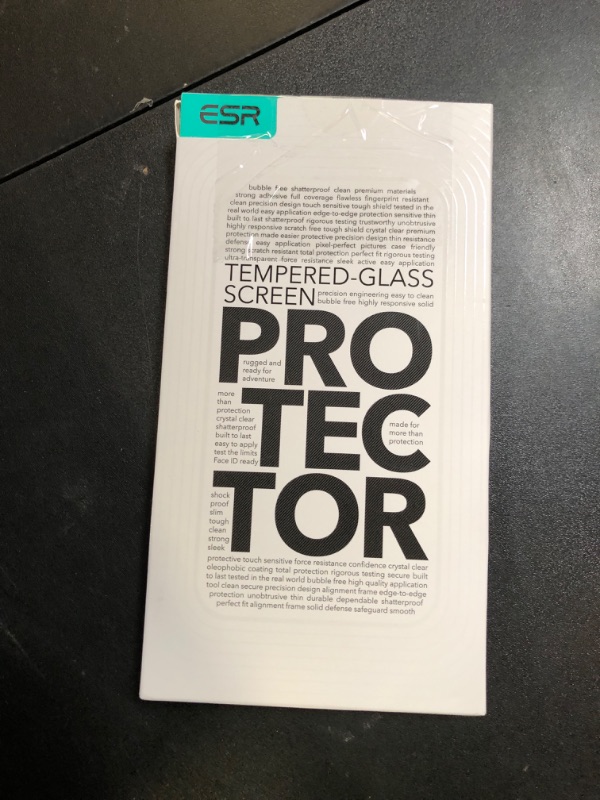 ESR
bubble free shatterproof clean premium materials
strong adhesive full coverage flawless fingerprint resistant
clean precision design touch sensitive tough shield tested in the
real world easy application edge-to-edge protection sensitive thin
built to last shatterproof rigorous testing trustworthy unobtrusive
highly responsive scratch free tough shield crystal clear premium
protection made easier protective precision design thin resistance
defense easy application pixel-perfect pictures case friendly
strong scratch resistant total protection perfect fit rigorous testing
ultra-transparent force resistance sleek active easy application
TEMPERED-GLASS
SCREEN precision engineering easy to clean
bubble free highly responsive solid
PRO
rugged and
ready for
adventure
TEC
more
than
protection
crystal clear
shatterproof
built to last
easy to apply
test the limits
Face ID ready
made for
more than
protection
TOR
shock
proof
slim
tough
clean
strong
sleek
protective touch sensitive force resistance confidence crystal clear
oleophobic coating total protection rigorous testing secure built
to last tested in the real world bubble free high quality application
tool clean secure precision design alignment frame edge-to-edge
protection unobtrusive thin durable dependable shatterproof
perfect fit alignment frame solid defense safeguard smooth